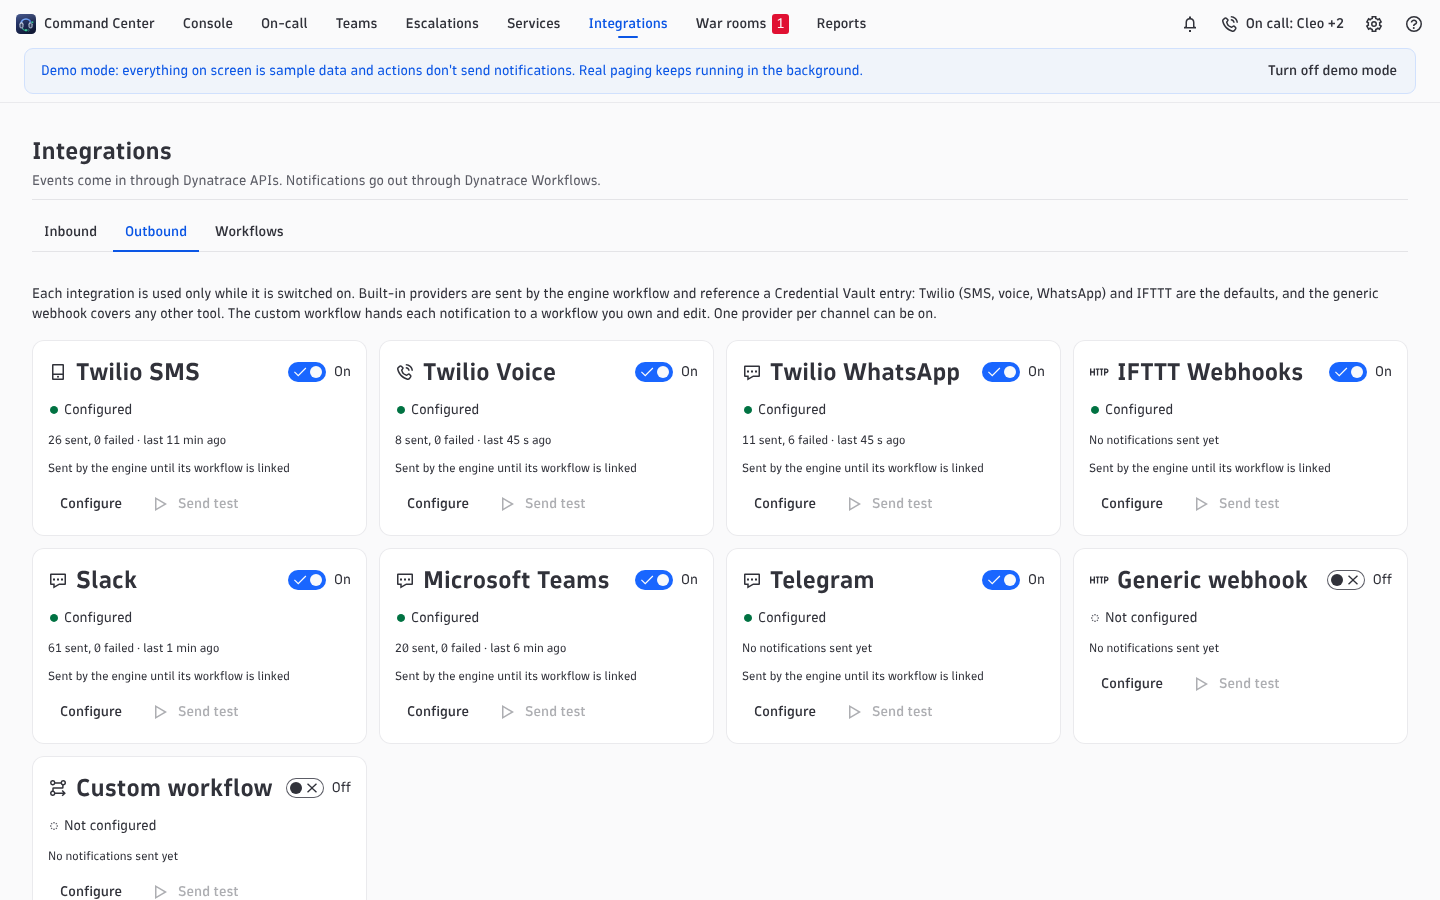 Command Center Console On-call Teams Escalations Services Integrations War rooms 1 Reports On call: Cleo +2
Demo mode: everything on screen is sample data and actions don't send notifications. Real paging keeps running in the background. Turn off demo mode
Integrations
Events come in through Dynatrace APIs. Notifications go out through Dynatrace Workflows.
Inbound Outbound Workflows
Each integration is used only while it is switched on. Built-in providers are sent by the engine workflow and reference a Credential Vault entry: Twilio (SMS, voice, WhatsApp) and IFTTT are the defaults, and the generic
webhook covers any other tool. The custom workflow hands each notification to a workflow you own and edit. One provider per channel can be on.
Twilio SMS On
Configured
26 sent, 0 failed · last 11 min ago
Sent by the engine until its workflow is linked
Configure Send test
Twilio Voice On
Configured
8 sent, 0 failed · last 45 s ago
Sent by the engine until its workflow is linked
Configure Send test
Twilio WhatsApp On
Configured
11 sent, 6 failed · last 45 s ago
Sent by the engine until its workflow is linked
Configure Send test
HTTP IFTTT Webhooks On
Configured
No notifications sent yet
Sent by the engine until its workflow is linked
Configure Send test
Slack On
Configured
61 sent, 0 failed · last 1 min ago
Sent by the engine until its workflow is linked
Configure Send test
Microsoft Teams On
Configured
20 sent, 0 failed · last 6 min ago
Sent by the engine until its workflow is linked
Configure Send test
Telegram On
Configured
No notifications sent yet
Sent by the engine until its workflow is linked
Configure Send test
HTTP Generic webhook Off
Not configured
No notifications sent yet
Configure Send test
Custom workflow Off
Not configured
No notifications sent yet
Configure Send test